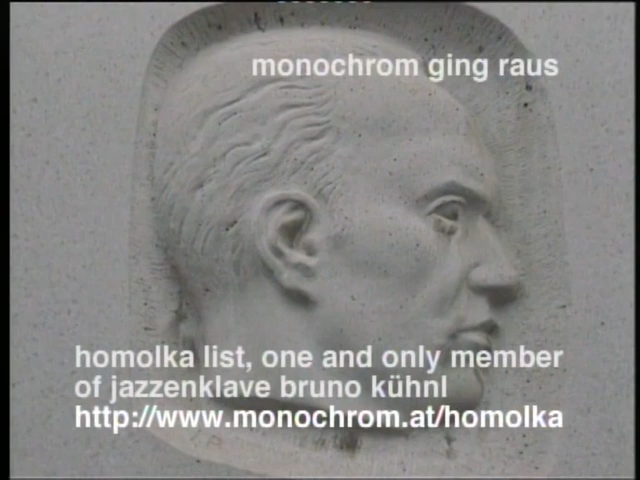 monochrom ging raus
homolka list, one and only member
of jazzenklave bruno kühnl
http://www.monochrom.at/homolka